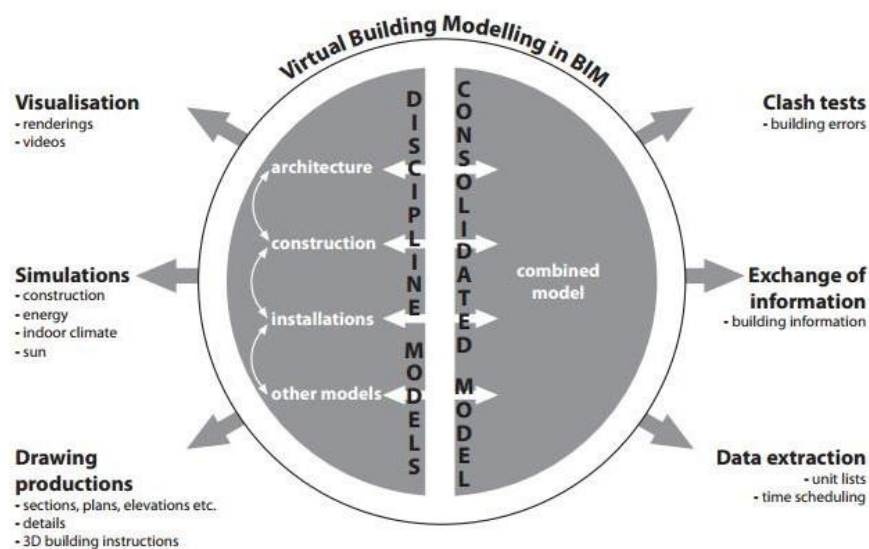 Virtual Building Modelling in BIM
Visualisation
- renderings
- videos
Simulations
- construction
- energy
- indoor climate
- sun
Drawing
productions
- sections, plans, elevations etc.
- details
- 3D building instructions
architecture
construction
installations
other models
DISCIPLINE MODELS
CONSOLIDATED MODEL
combined
model
Clash tests
- building errors
Exchange of
information
- building information
Data extraction
- unit lists
- time scheduling